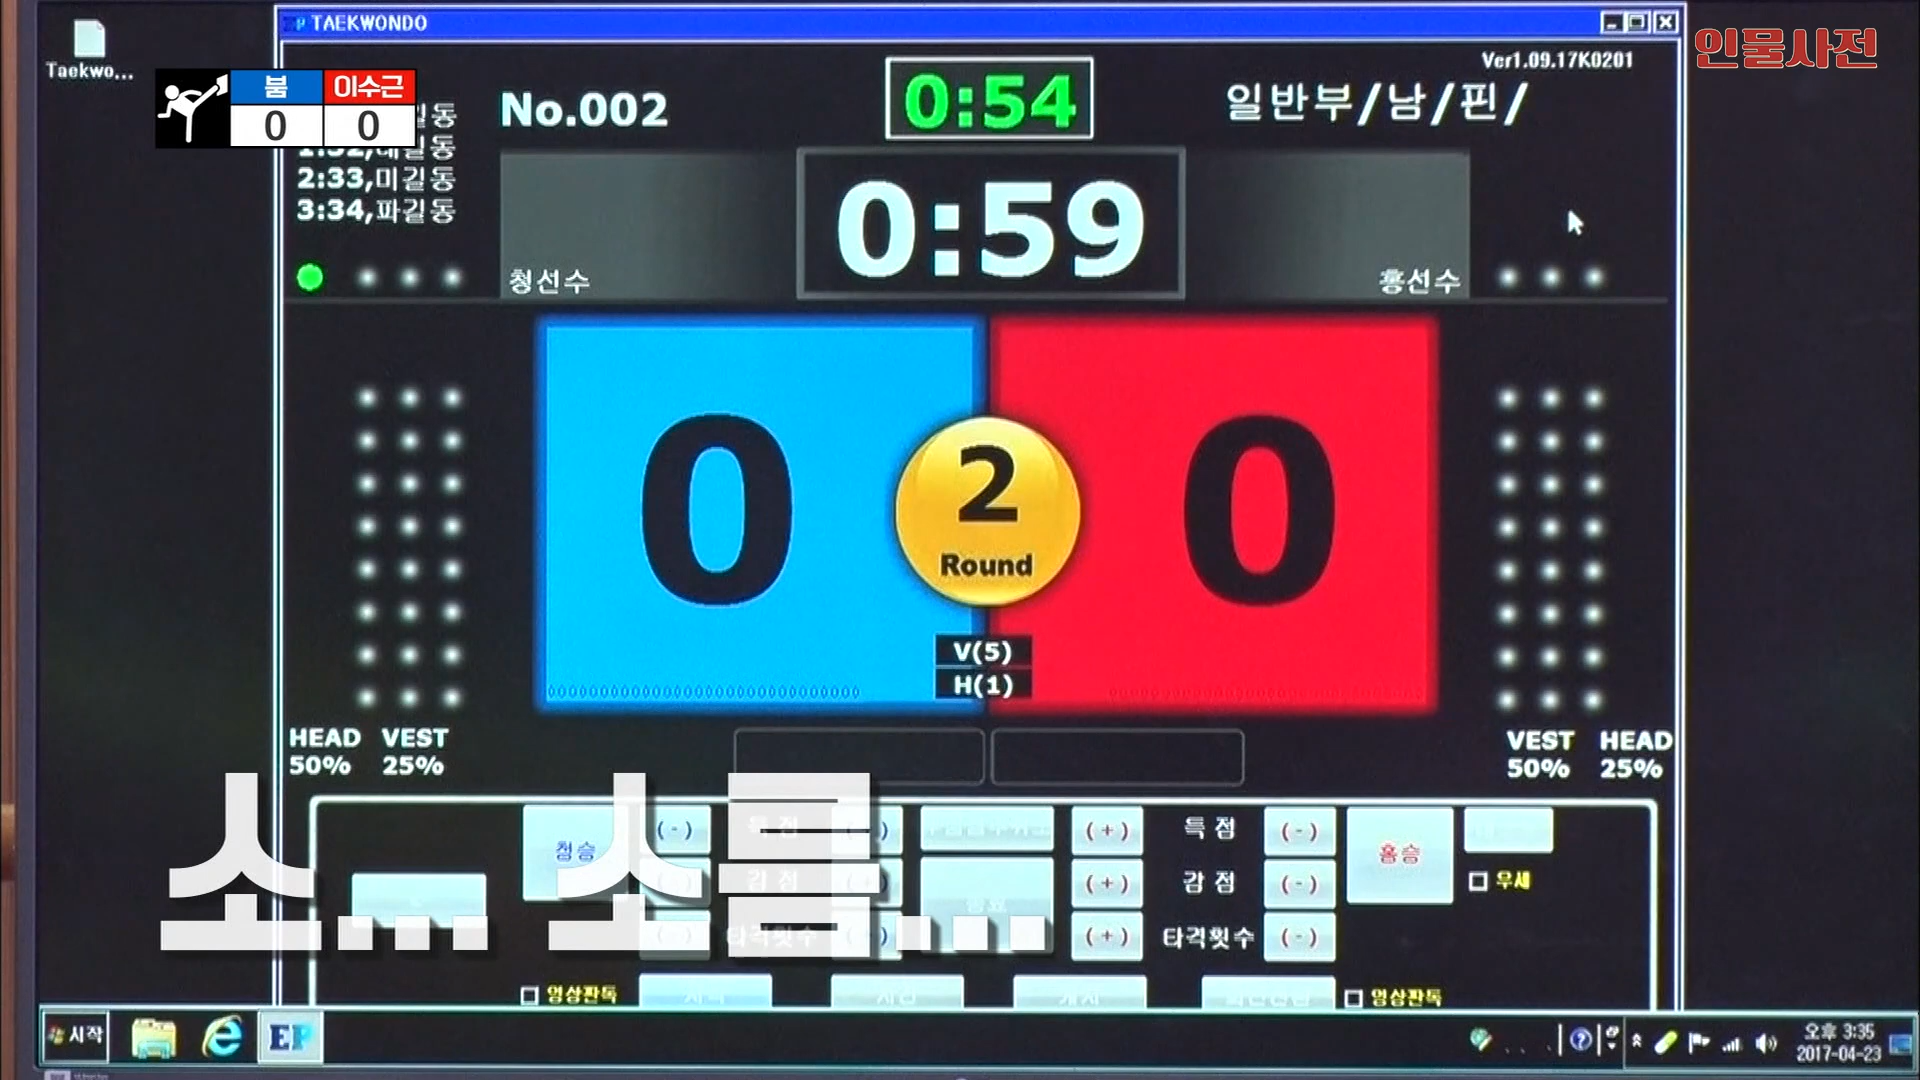 EP TAEKWONDO
인물사전
Taekwo...
Ver1.09.17K0201
붐 이수근
0 0
No.002
0:54
일반부/남/핀/
2:33,미길동
3:34,파길동
0:59
청선수
홍선수
0
2
Round
0
V(5)
H(1)
HEAD VEST
50% 25%
VEST HEAD
50% 25%
소... 소름...
청승
(-)
(+)
득 점
(-)
홍승
(+)
감 점
(-)
우세
(+)
타격횟수
(-)
영상판독
영상판독
시작
EP
오후 3:35
2017-04-23